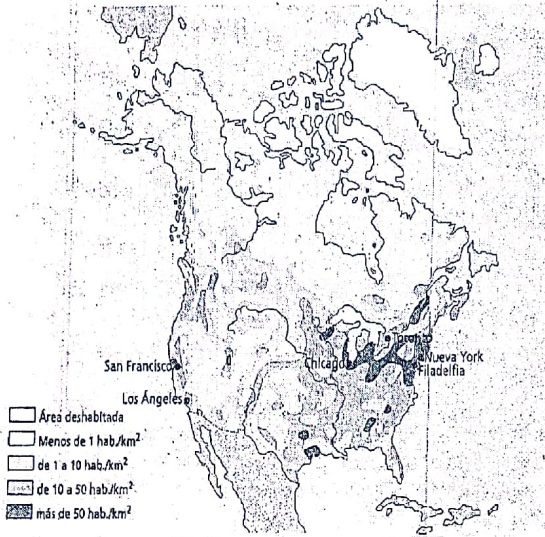 Toronto
Nueva York
Chicago
Filadelfia
San Francisco
Los Ángeles
Área deshabitada
Menos de 1 hab./km²
de 1 a 10 hab./km²
de 10 a 50 hab./km²
más de 50 hab./km²